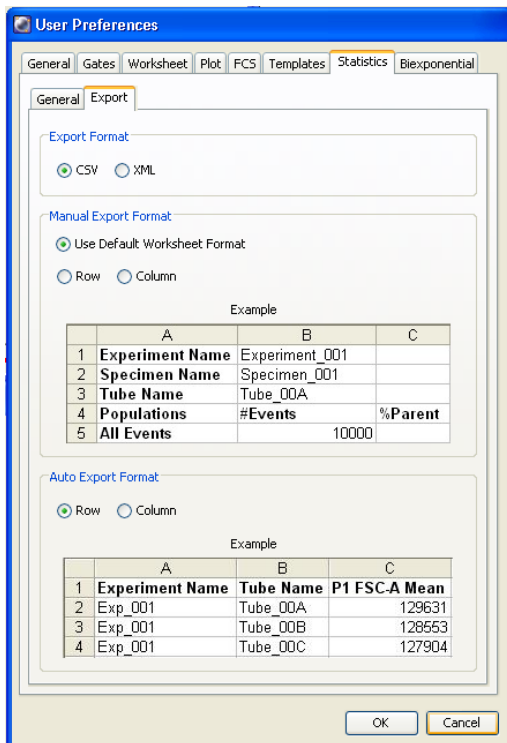 User Preferences
General Gates Worksheet Plot FCS Templates Statistics Biexponential
General Export
Export Format
CSV XML
Manual Export Format
Use Default Worksheet Format
Row Column
Example
A B C
1 Experiment Name Experiment_001
2 Specimen Name Specimen_001
3 Tube Name Tube_00A
4 Populations #Events %Parent
5 All Events 10000
Auto Export Format
Row Column
Example
A B C
1 Experiment Name Tube Name P1 FSC-A Mean
2 Exp_001 Tube_00A 129631
3 Exp_001 Tube_00B 128553
4 Exp_001 Tube_00C 127904
OK Cancel